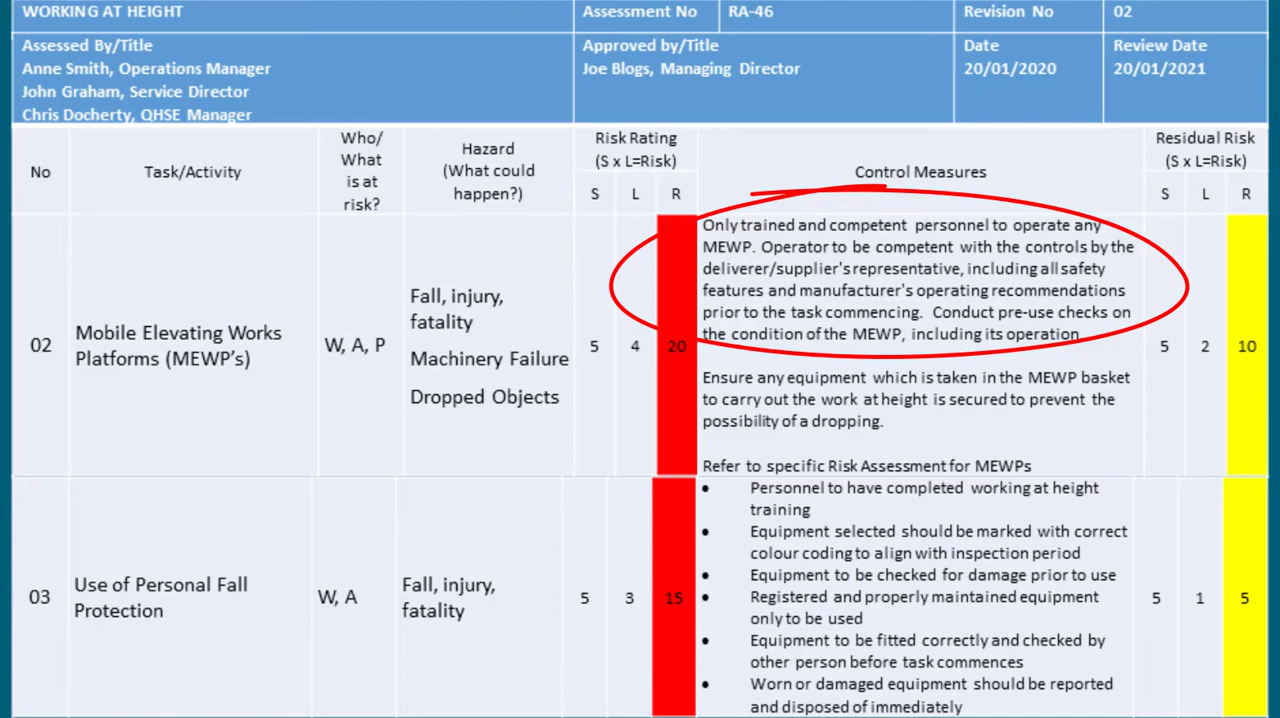 WORKING AT HEIGHT
Assessment No
RA-46
Revision No
02
Assessed By/Title
Anne Smith, Operations Manager
John Graham, Service Director
Chris Docherty, QHSE Manager
Approved by/Title
Joe Blogs, Managing Director
Date
20/01/2020
Review Date
20/01/2021
No
Task/Activity
Who/
What
is at
risk?
Hazard
(What could
happen?)
Risk Rating
(S x L=Risk)
S
L
R
Control Measures
Residual Risk
(S x L=Risk)
S
L
R
02
Mobile Elevating Works
Platforms (MEWP's)
W, A, P
Fall, injury,
fatality
Machinery Failure
Dropped Objects
5
4
20
Only trained and competent personnel to operate any
MEWP. Operator to be competent with the controls by the
deliverer/supplier's representative, including all safety
features and manufacturer's operating recommendations
prior to the task commencing. Conduct pre-use checks on
the condition of the MEWP, including its operation
Ensure any equipment which is taken in the MEWP basket
to carry out the work at height is secured to prevent the
possibility of a dropping.
Refer to specific Risk Assessment for MEWPs
5
2
10
03
Use of Personal Fall
Protection
W, A
Fall, injury,
fatality
5
3
15
• Personnel to have completed working at height
training
• Equipment selected should be marked with correct
colour coding to align with inspection period
• Equipment to be checked for damage prior to use
• Registered and properly maintained equipment
only to be used
• Equipment to be fitted correctly and checked by
other person before task commences
• Worn or damaged equipment should be reported
and disposed of immediately
5
1
5